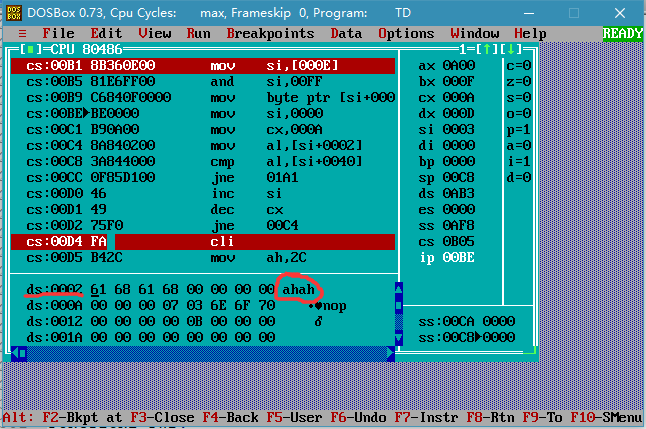 DOS BOX DOSBox 0.73, Cpu Cycles: max, Frameskip 0, Program: TD
≡ File Edit View Run Breakpoints Data Options Window Help READY
[■]=CPU 80486 1=[↑][↓]
cs:00B1 8B360E00 mov si,[000E]
cs:00B5 81E6FF00 and si,00FF
cs:00B9 C6840F0000 mov byte ptr [si+000
cs:00BE►BE0000 mov si,0000
cs:00C1 B90A00 mov cx,000A
cs:00C4 8A840200 mov al,[si+0002]
cs:00C8 3A844000 cmp al,[si+0040]
cs:00CC 0F85D100 jne 01A1
cs:00D0 46 inc si
cs:00D1 49 dec cx
cs:00D2 75F0 jne 00C4
cs:00D4 FA cli
cs:00D5 B42C mov ah,2C
ax 0A00 c=0
bx 000F z=0
cx 000A s=0
dx 000D o=0
si 0003 p=1
di 0000 a=0
bp 0000 i=1
sp 00C8 d=0
ds 0AB3
es 0000
ss 0AF8
cs 0B05
ip 00BE
ds:0002 61 68 61 68 00 00 00 00 ahah
ds:000A 00 00 00 07 03 6E 6F 70 •♥nop
ds:0012 00 00 00 00 0B 00 00 00 ♂
ds:001A 00 00 00 00 00 00 00 00
ss:00CA 0000
ss:00C8►0000
Alt: F2-Bkpt at F3-Close F4-Back F5-User F6-Undo F7-Instr F8-Rtn F9-To F10-SMenu